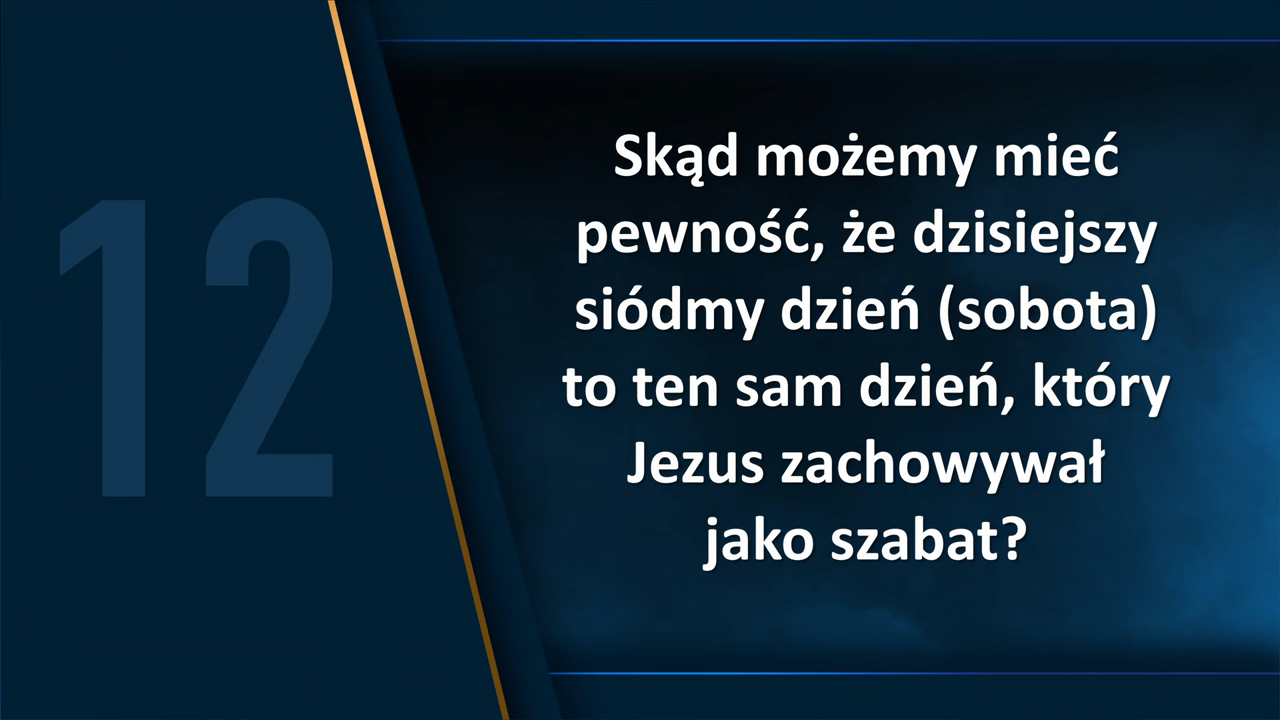 12
Skąd możemy mieć
pewność, że dzisiejszy
siódmy dzień (sobota)
to ten sam dzień, który
Jezus zachowywał
jako szabat?